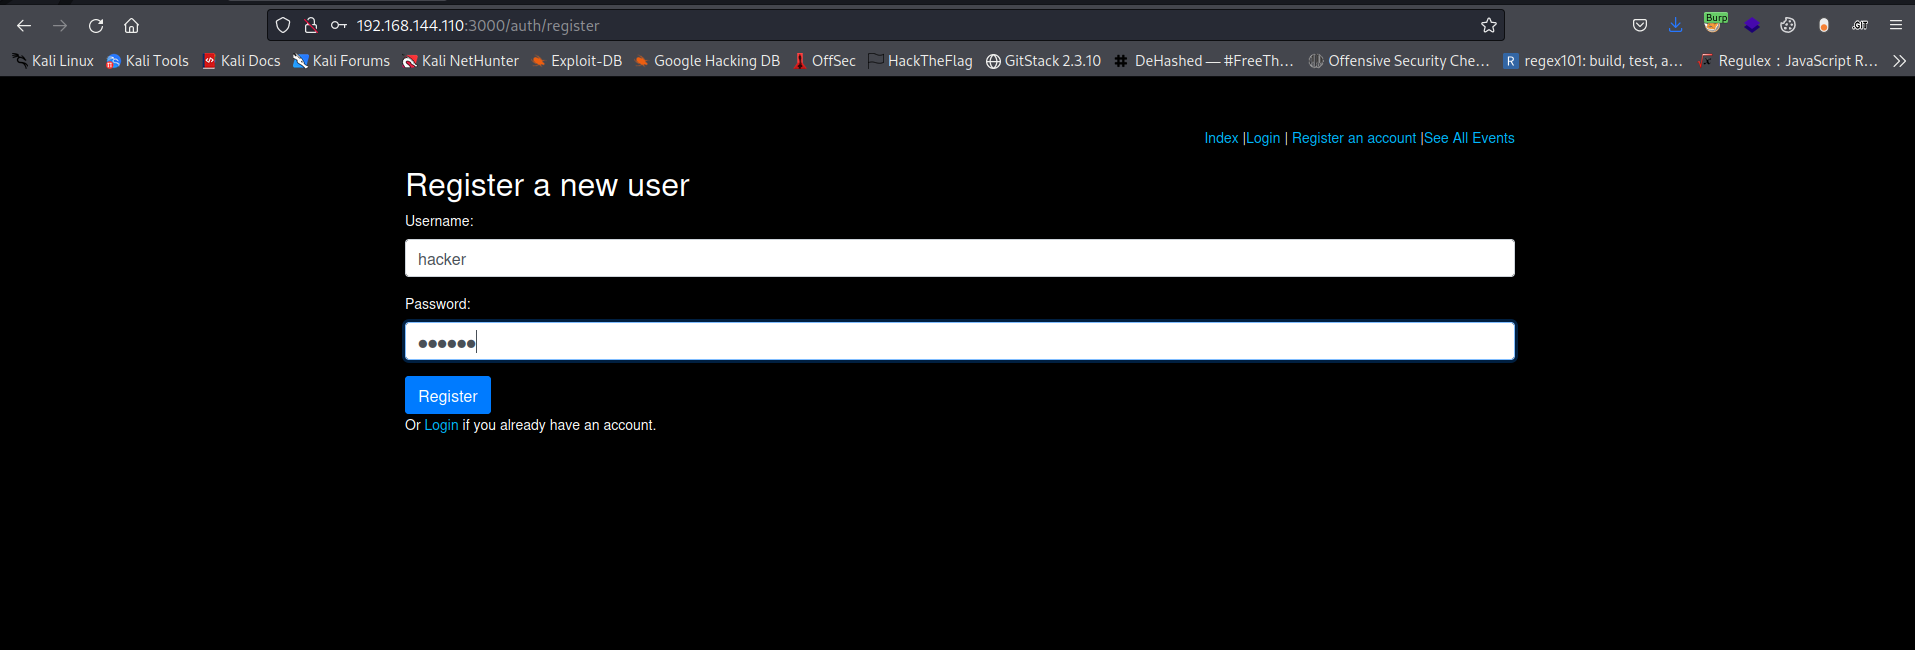 192.168.144.110:3000/auth/register
Burp
.GIT
Kali Linux Kali Tools Kali Docs Kali Forums Kali NetHunter Exploit-DB Google Hacking DB OffSec HackTheFlag GitStack 2.3.10 DeHashed — #FreeTh... Offensive Security Che... R regex101: build, test, a... Regulex : JavaScript R...
Index |Login | Register an account |See All Events
Register a new user
Username:
hacker
Password:
●●●●●●
Register
Or Login if you already have an account.